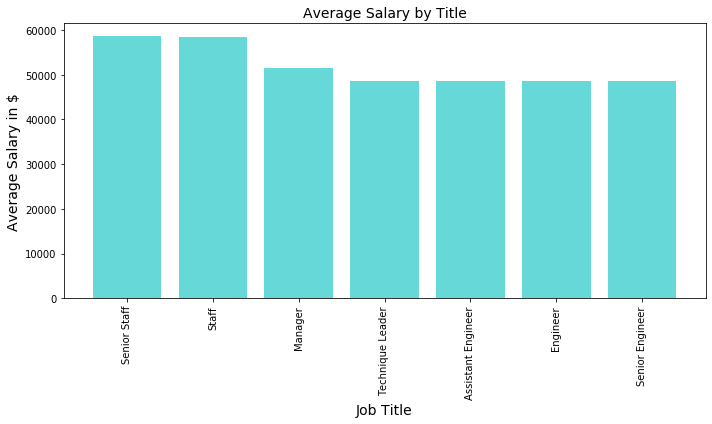 Average Salary by Title
Average Salary in $
60000
50000
40000
30000
20000
10000
0
Senior Staff
Staff
Manager
Technique Leader
Assistant Engineer
Engineer
Senior Engineer
Job Title